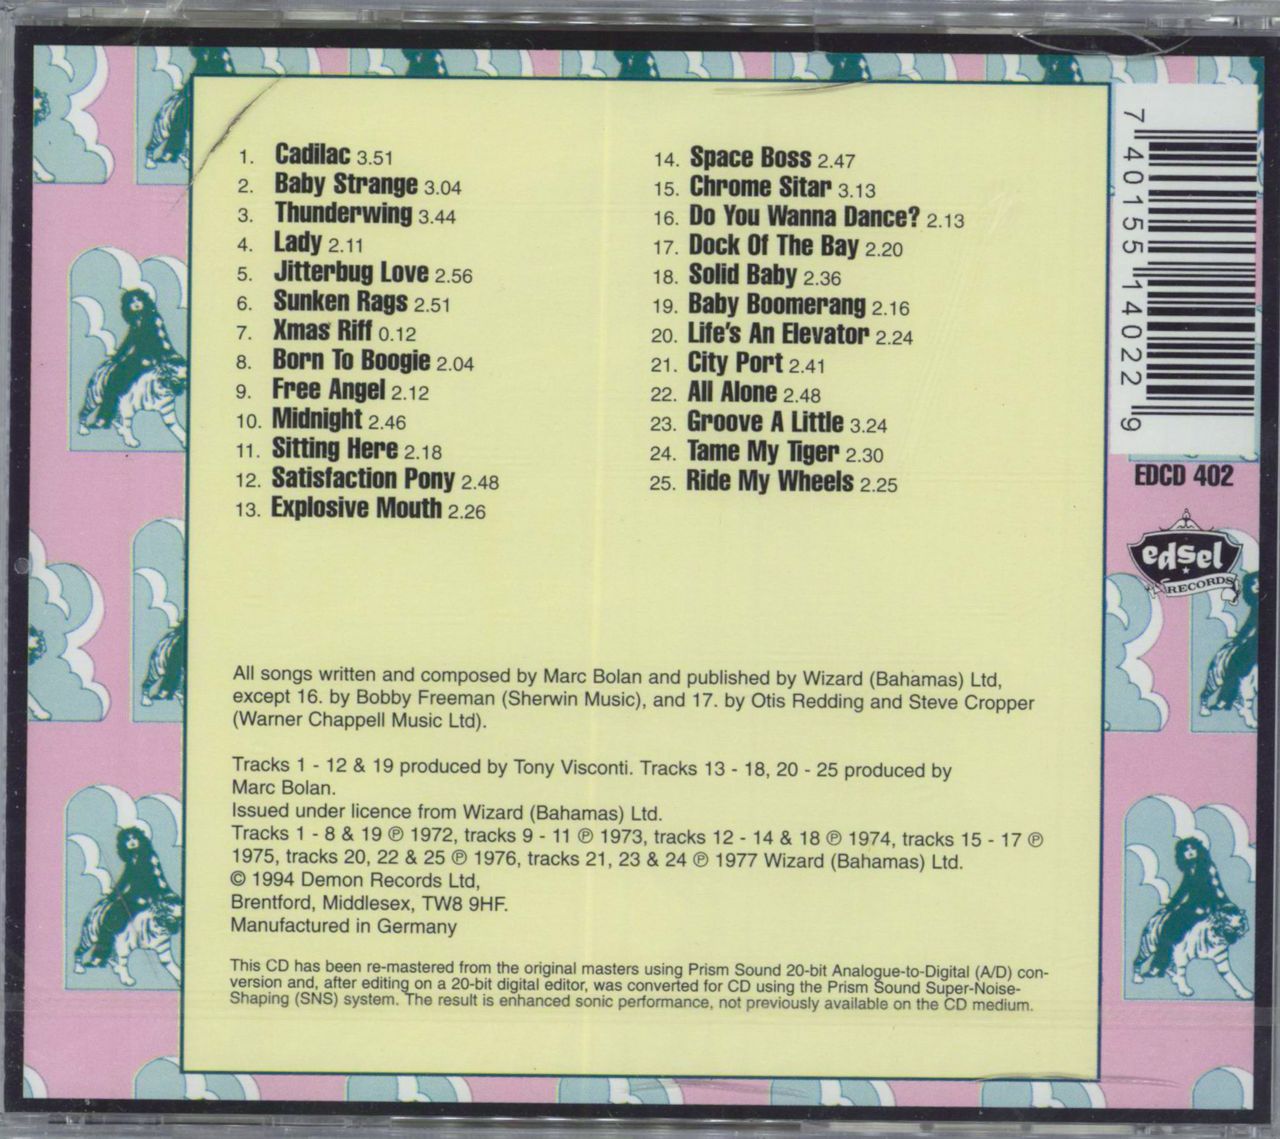 1. Cadilac 3.51
2. Baby Strange 3.04
3. Thunderwing 3.44
4. Lady 2.11
5. Jitterbug Love 2.56
6. Sunken Rags 2.51
7. Xmas Riff 0.12
8. Born To Boogie 2.04
9. Free Angel 2.12
10. Midnight 2.46
11. Sitting Here 2.18
12. Satisfaction Pony 2.48
13. Explosive Mouth 2.26
14. Space Boss 2.47
15. Chrome Sitar 3.13
16. Do You Wanna Dance? 2.13
17. Dock Of The Bay 2.20
18. Solid Baby 2.36
19. Baby Boomerang 2.16
20. Life's An Elevator 2.24
21. City Port 2.41
22. All Alone 2.48
23. Groove A Little 3.24
24. Tame My Tiger 2.30
25. Ride My Wheels 2.25
All songs written and composed by Marc Bolan and published by Wizard (Bahamas) Ltd,
except 16. by Bobby Freeman (Sherwin Music), and 17. by Otis Redding and Steve Cropper
(Warner Chappell Music Ltd).
Tracks 1 - 12 & 19 produced by Tony Visconti. Tracks 13 - 18, 20 - 25 produced by
Marc Bolan.
Issued under licence from Wizard (Bahamas) Ltd.
Tracks 1 - 8 & 19 ℗ 1972, tracks 9 - 11 ℗ 1973, tracks 12 - 14 & 18 ℗ 1974, tracks 15 - 17 ℗
1975, tracks 20, 22 & 25 ℗ 1976, tracks 21, 23 & 24 ℗ 1977 Wizard (Bahamas) Ltd.
© 1994 Demon Records Ltd,
Brentford, Middlesex, TW8 9HF.
Manufactured in Germany
This CD has been re-mastered from the original masters using Prism Sound 20-bit Analogue-to-Digital (A/D) con-
version and, after editing on a 20-bit digital editor, was converted for CD using the Prism Sound Super-Noise-
Shaping (SNS) system. The result is enhanced sonic performance, not previously available on the CD medium.
7 40155 14022 9
EDCD 402
edsel
RECORDS